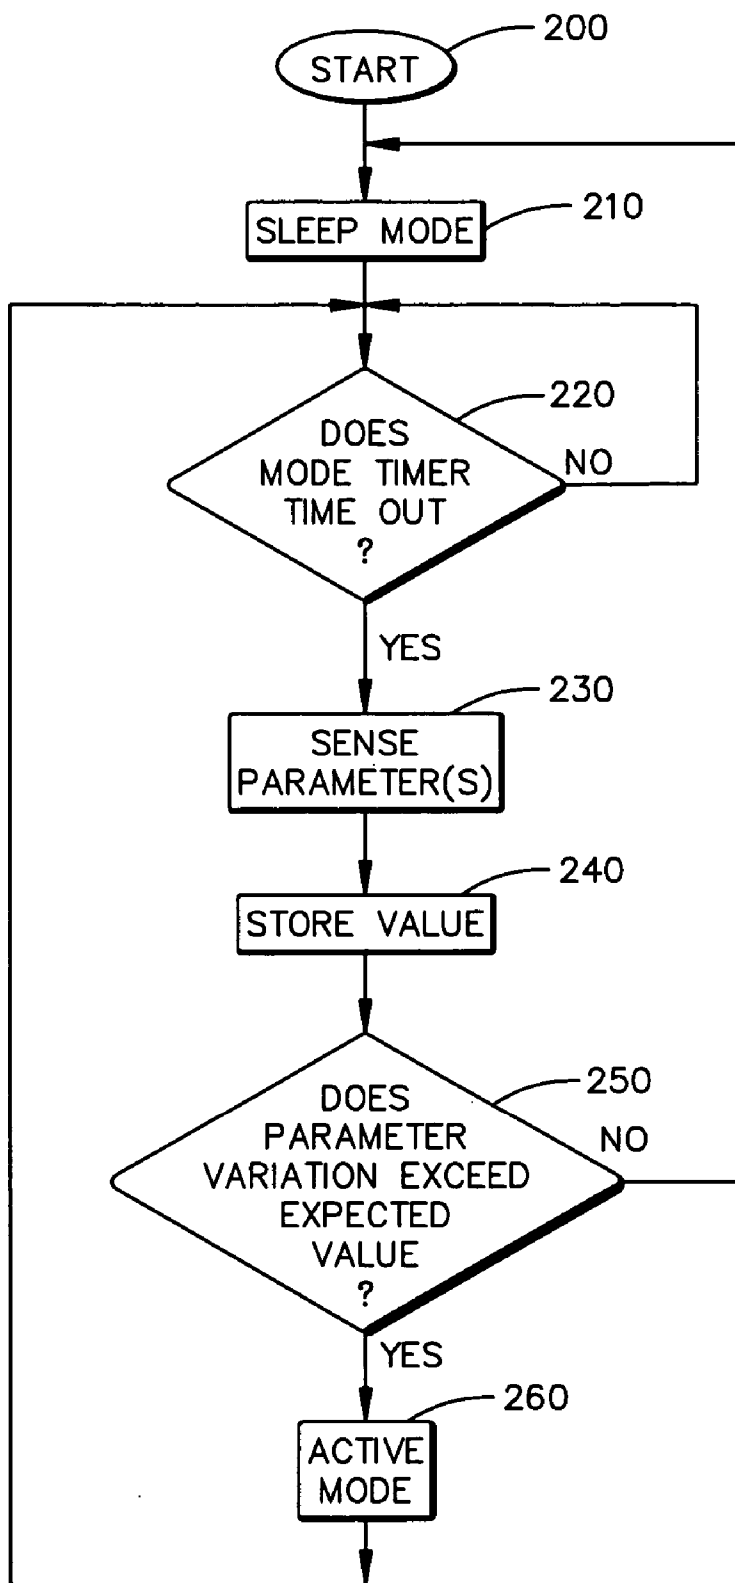 200
START
210
SLEEP MODE
220
DOES
MODE TIMER
TIME OUT
?
NO
YES
230
SENSE
PARAMETER(S)
240
STORE VALUE
250
DOES
PARAMETER
VARIATION EXCEED
EXPECTED
VALUE
?
NO
YES
260
ACTIVE
MODE